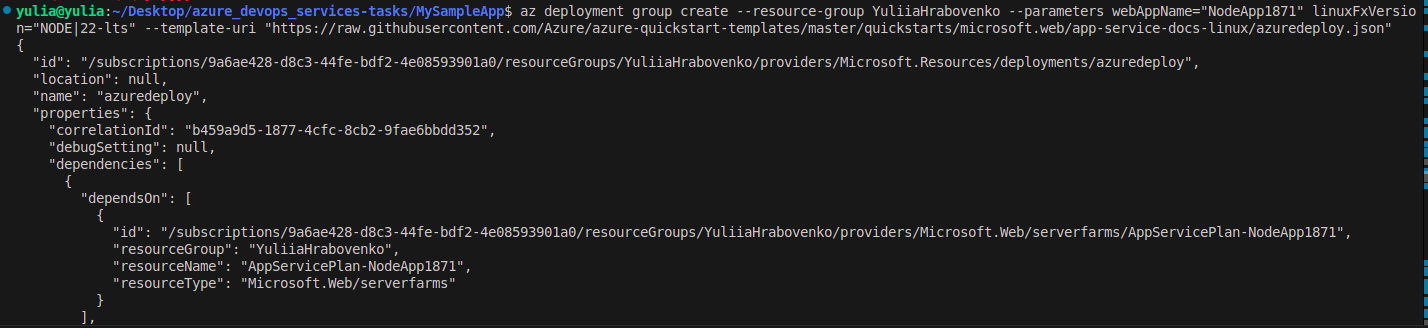 yulia@yulia:~/Desktop/azure_devops_services-tasks/MySampleApp$ az deployment group create --resource-group YuliiaHrabovenko --parameters webAppName="NodeApp1871" linuxFxVersio
n="NODE|22-lts" --template-uri "https://raw.githubusercontent.com/Azure/azure-quickstart-templates/master/quickstarts/microsoft.web/app-service-docs-linux/azuredeploy.json"
{
  "id": "/subscriptions/9a6ae428-d8c3-44fe-bdf2-4e08593901a0/resourceGroups/YuliiaHrabovenko/providers/Microsoft.Resources/deployments/azuredeploy",
  "location": null,
  "name": "azuredeploy",
  "properties": {
    "correlationId": "b459a9d5-1877-4cfc-8cb2-9fae6bbdd352",
    "debugSetting": null,
    "dependencies": [
      {
        "dependsOn": [
          {
            "id": "/subscriptions/9a6ae428-d8c3-44fe-bdf2-4e08593901a0/resourceGroups/YuliiaHrabovenko/providers/Microsoft.Web/serverfarms/AppServicePlan-NodeApp1871",
            "resourceGroup": "YuliiaHrabovenko",
            "resourceName": "AppServicePlan-NodeApp1871",
            "resourceType": "Microsoft.Web/serverfarms"
          }
        ],